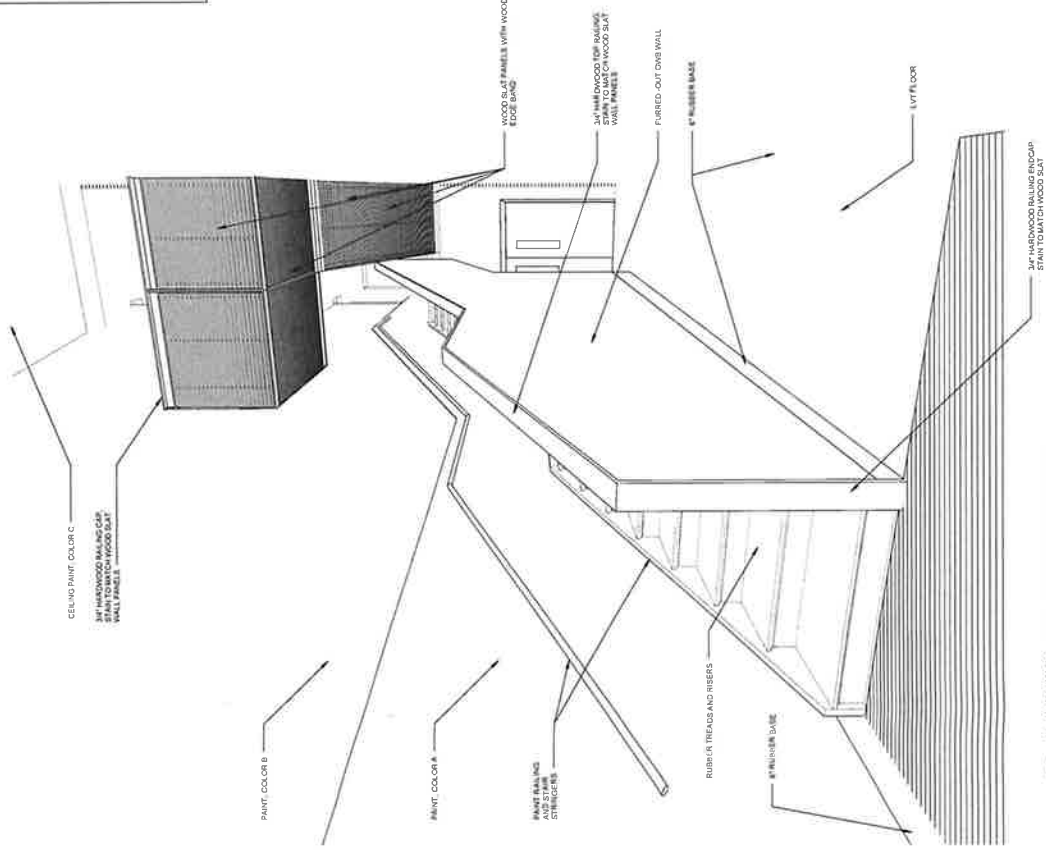 CEILING PAINT, COLOR C
3/4" HARDWOOD RAILING CAP,
STAIN TO MATCH WOOD SLAT
WALL PANELS
PAINT, COLOR B
PAINT, COLOR A
PAINT RAILING
AND STAIR
STRINGERS
RUBBER TREADS AND RISERS
6" RUBBER BASE
WOOD SLAT PANELS WITH WOOD
EDGE BAND
3/4" HARDWOOD TOP RAILING
STAIN TO MATCH WOOD SLAT
WALL PANELS
FURRED-OUT GWB WALL
6" RUBBER BASE
LVT FLOOR
3/4" HARDWOOD RAILING ENDCAP
STAIN TO MATCH WOOD SLAT